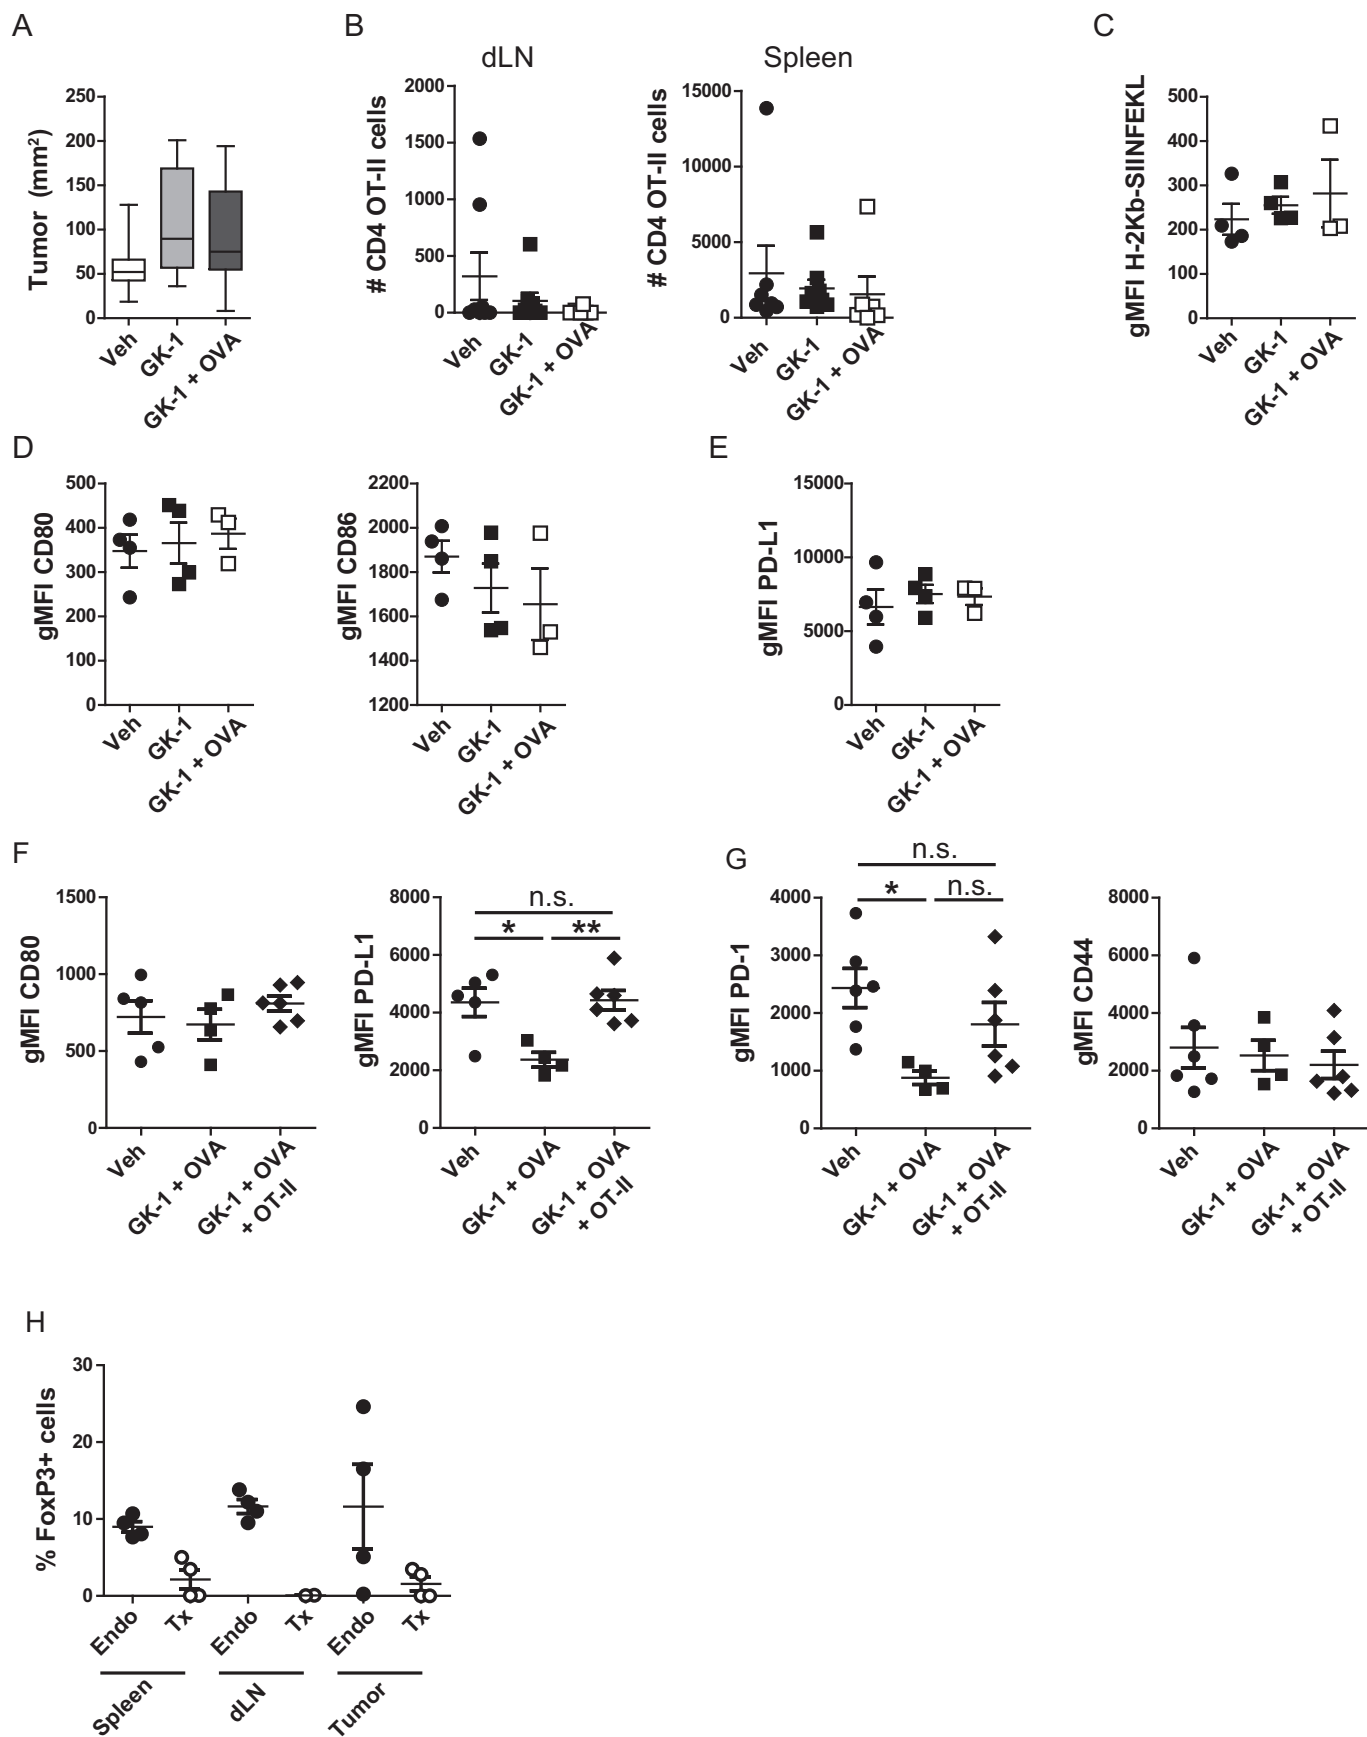 A
Tumor (mm²)
250
200
150
100
50
0
Veh
GK-1
GK-1 + OVA
B
dLN
# CD4 OT-II cells
2000
1500
1000
500
0
Veh
GK-1
GK-1 + OVA
Spleen
# CD4 OT-II cells
15000
10000
5000
0
Veh
GK-1
GK-1 + OVA
C
gMFI H-2Kb-SIINFEKL
500
400
300
200
100
0
Veh
GK-1
GK-1 + OVA
D
gMFI CD80
500
400
300
200
100
0
Veh
GK-1
GK-1 + OVA
gMFI CD86
2200
2000
1800
1600
1400
1200
Veh
GK-1
GK-1 + OVA
E
gMFI PD-L1
15000
10000
5000
0
Veh
GK-1
GK-1 + OVA
F
gMFI CD80
1500
1000
500
0
Veh
GK-1 + OVA
GK-1 + OVA
+ OT-II
gMFI PD-L1
8000
6000
4000
2000
0
n.s.
*
**
Veh
GK-1 + OVA
GK-1 + OVA
+ OT-II
G
gMFI PD-1
4000
3000
2000
1000
0
n.s.
*
n.s.
Veh
GK-1 + OVA
GK-1 + OVA
+ OT-II
gMFI CD44
8000
6000
4000
2000
0
Veh
GK-1 + OVA
GK-1 + OVA
+ OT-II
H
% FoxP3+ cells
30
20
10
0
Endo
Tx
Endo
Tx
Endo
Tx
Spleen
dLN
Tumor